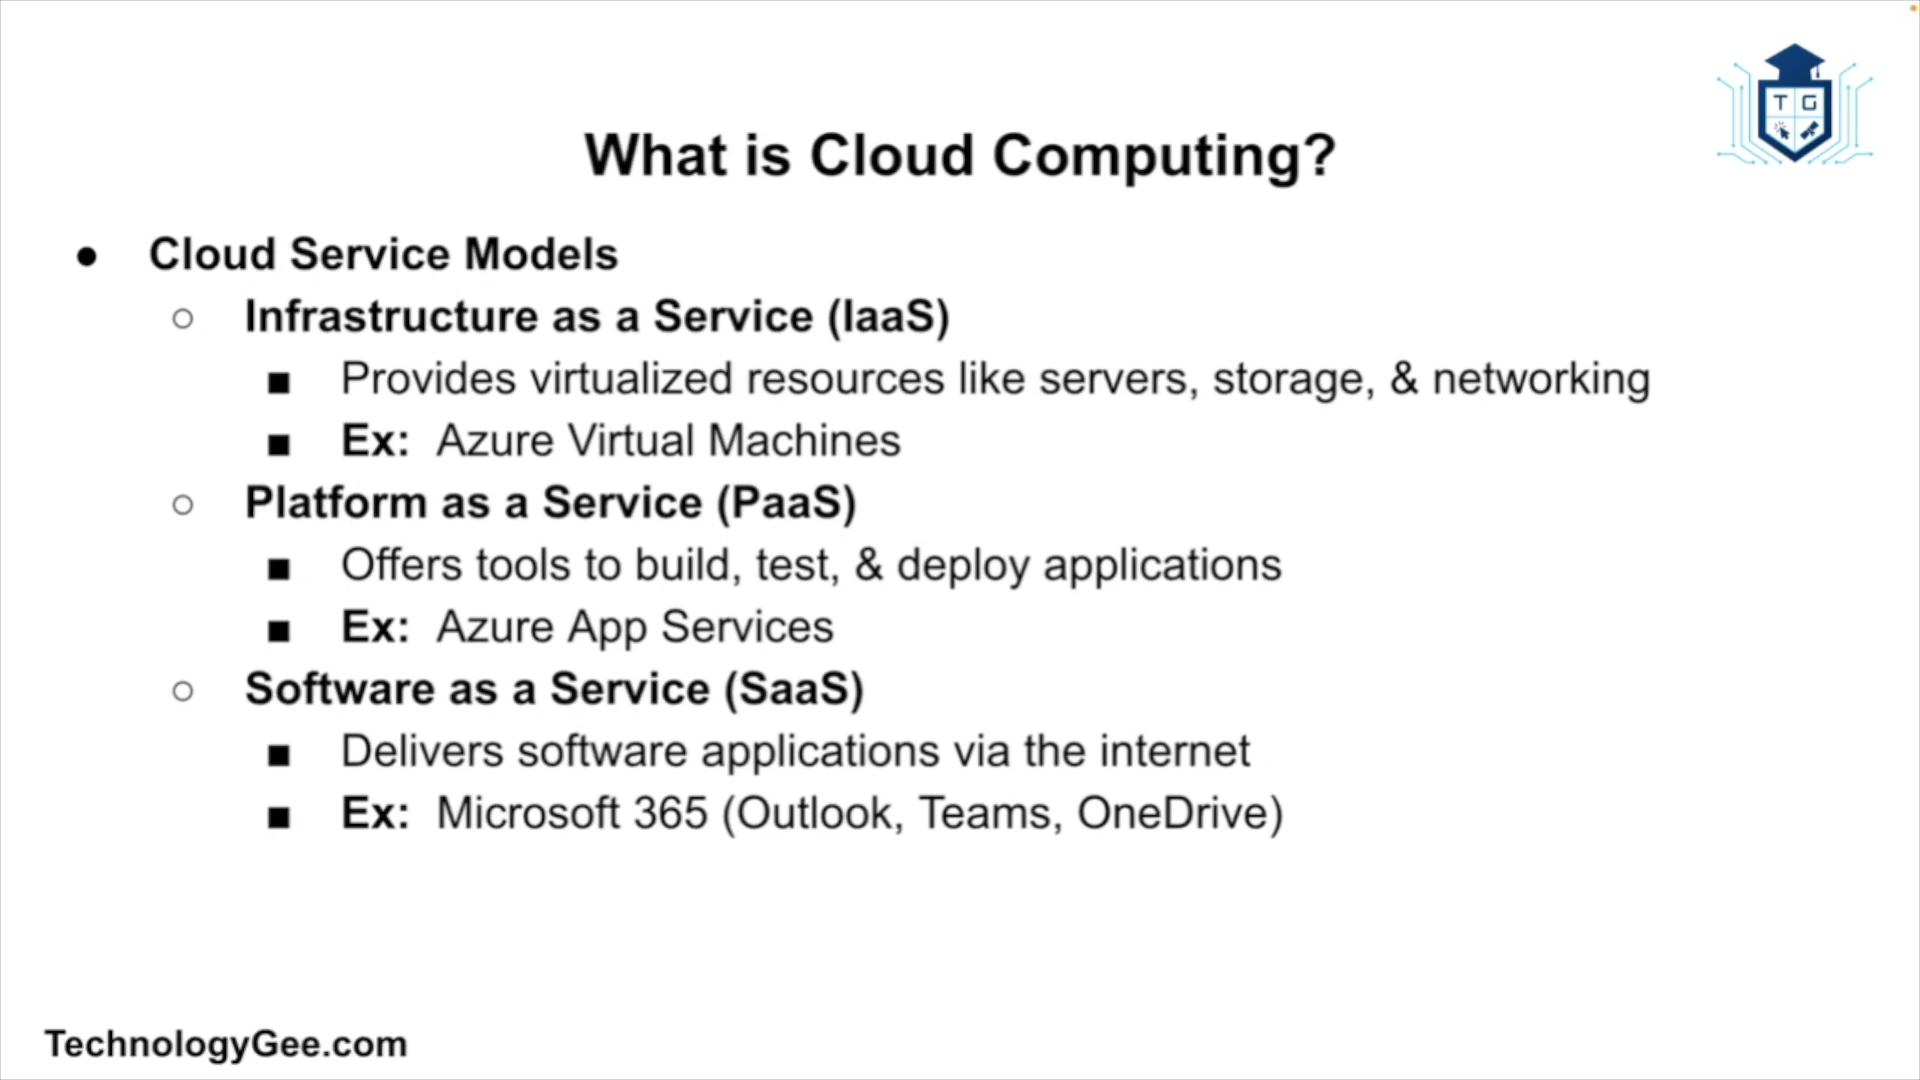 T G
What is Cloud Computing?
● Cloud Service Models
○ Infrastructure as a Service (IaaS)
■ Provides virtualized resources like servers, storage, & networking
■ Ex: Azure Virtual Machines
○ Platform as a Service (PaaS)
■ Offers tools to build, test, & deploy applications
■ Ex: Azure App Services
○ Software as a Service (SaaS)
■ Delivers software applications via the internet
■ Ex: Microsoft 365 (Outlook, Teams, OneDrive)
TechnologyGee.com